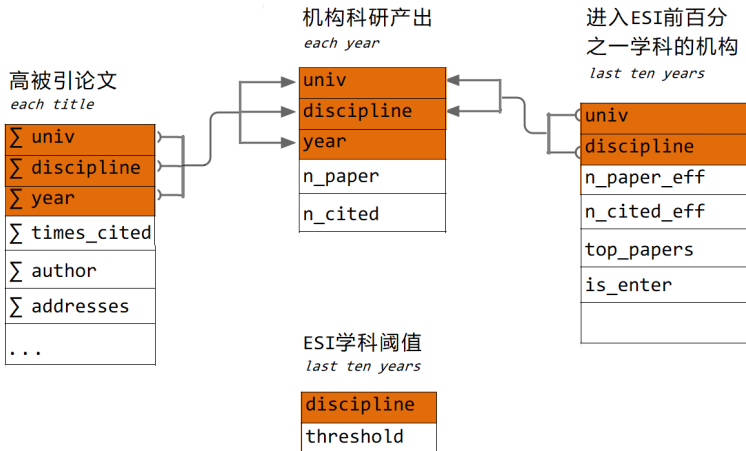 高被引论文
each title
∑ univ
∑ discipline
∑ year
∑ times_cited
∑ author
∑ addresses
...
机构科研产出
each year
univ
discipline
year
n_paper
n_cited
进入ESI前百分
之一学科的机构
last ten years
univ
discipline
n_paper_eff
n_cited_eff
top_papers
is_enter
ESI学科阈值
last ten years
discipline
threshold